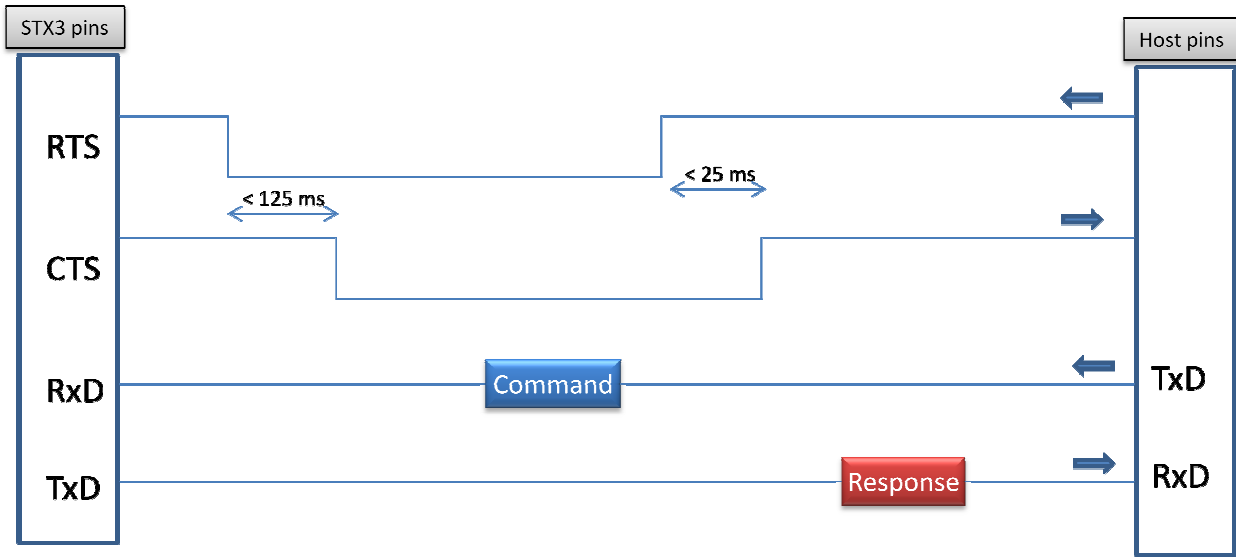 STX3 pins
Host pins
RTS
< 25 ms
< 125 ms
CTS
RxD
Command
TxD
TxD
Response
RxD